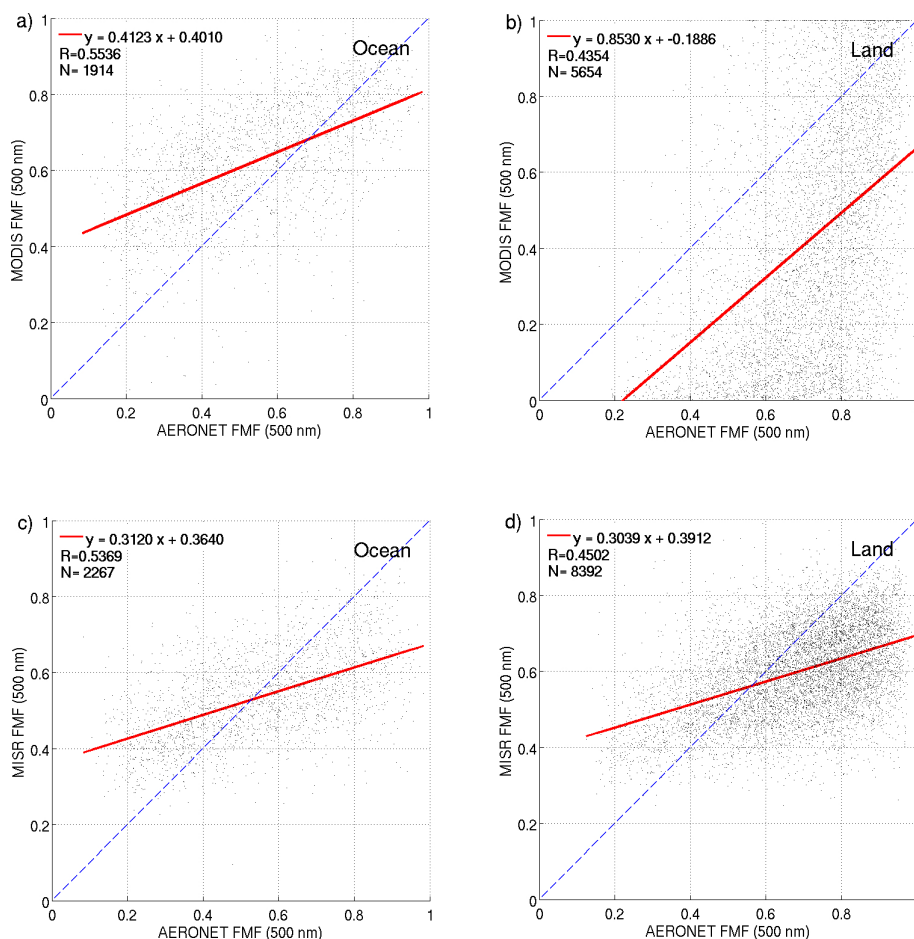 a)
y = 0.4123 x + 0.4010
R=0.5536
N= 1914
Ocean
1
0.8
0.6
0.4
0.2
0
MODIS FMF (500 nm)
0
0.2
0.4
0.6
0.8
1
AERONET FMF (500 nm)
b)
y = 0.8530 x + -0.1886
R=0.4354
N= 5654
Land
1
0.8
0.6
0.4
0.2
0
MODIS FMF (500 nm)
0
0.2
0.4
0.6
0.8
AERONET FMF (500 nm)
c)
y = 0.3120 x + 0.3640
R=0.5369
N= 2267
Ocean
1
0.8
0.6
0.4
0.2
0
MISR FMF (500 nm)
0
0.2
0.4
0.6
0.8
1
AERONET FMF (500 nm)
d)
y = 0.3039 x + 0.3912
R=0.4502
N= 8392
Land
1
0.8
0.6
0.4
0.2
0
MISR FMF (500 nm)
0
0.2
0.4
0.6
0.8
AERONET FMF (500 nm)